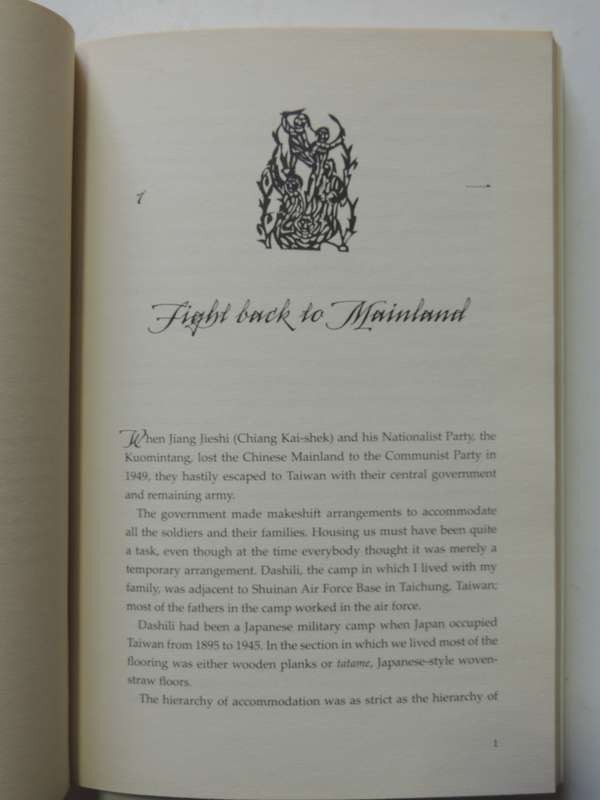 1
Fight back to Mainland
When Jiang Jieshi (Chiang Kai-shek) and his Nationalist Party, the
Kuomintang, lost the Chinese Mainland to the Communist Party in
1949, they hastily escaped to Taiwan with their central government
and remaining army.
The government made makeshift arrangements to accommodate
all the soldiers and their families. Housing us must have been quite
a task, even though at the time everybody thought it was merely a
temporary arrangement. Dashili, the camp in which I lived with my
family, was adjacent to Shuinan Air Force Base in Taichung, Taiwan;
most of the fathers in the camp worked in the air force.
Dashili had been a Japanese military camp when Japan occupied
Taiwan from 1895 to 1945. In the section in which we lived most of the
flooring was either wooden planks or tatame, Japanese-style woven-
straw floors.
The hierarchy of accommodation was as strict as the hierarchy of
1